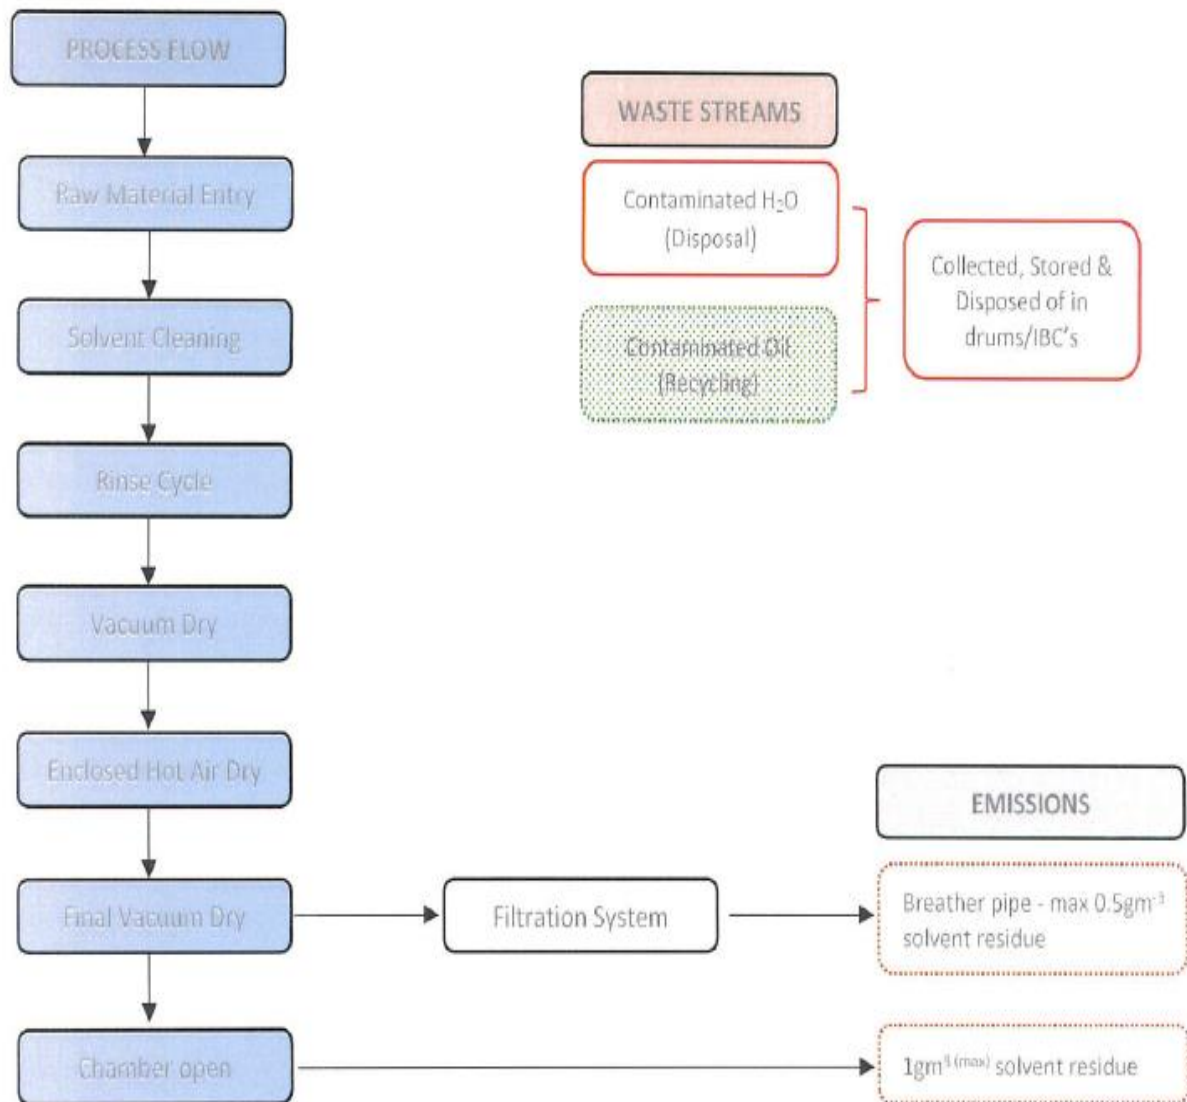 PROCESS FLOW
Raw Material Entry
Solvent Cleaning
Rinse Cycle
Vacuum Dry
Enclosed Hot Air Dry
Final Vacuum Dry
Chamber open
WASTE STREAMS
Contaminated H₂O
(Disposal)
Contaminated Oil
(Recycling)
Collected, Stored &
Disposed of in
drums/IBC's
Filtration System
EMISSIONS
Breather pipe - max 0.5gm⁻³
solvent residue
1gm³ ⁽ᵐᵃˣ⁾ solvent residue